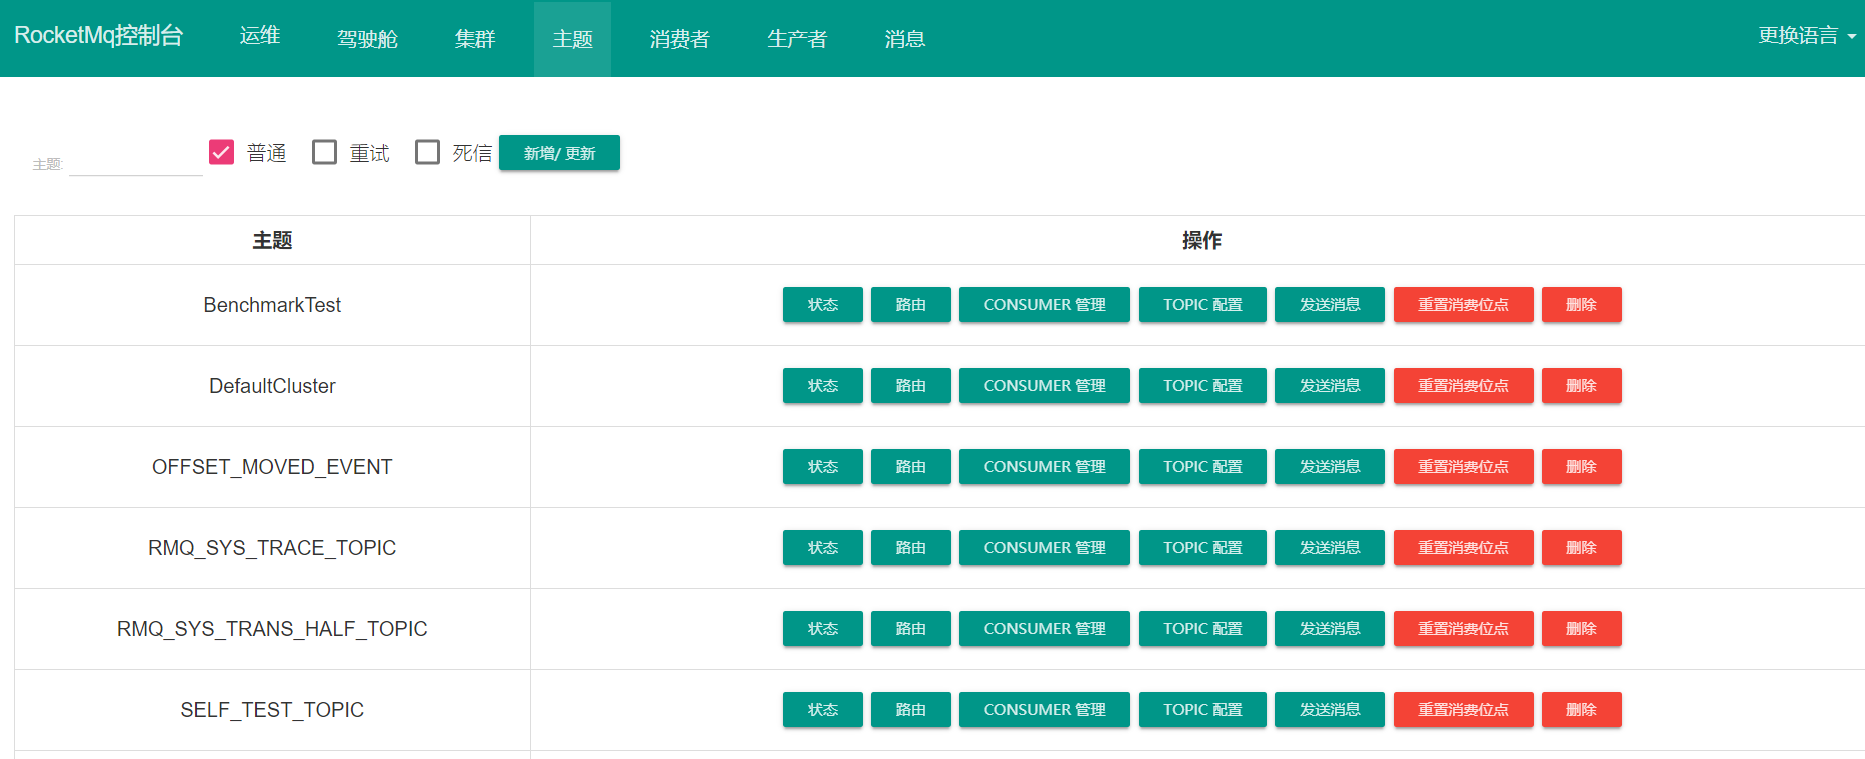 RocketMq控制台 运维 驾驶舱 集群 主题 消费者 生产者 消息 更换语言
主题: 普通 重试 死信 新增/ 更新
主题 操作
BenchmarkTest 状态 路由 CONSUMER 管理 TOPIC 配置 发送消息 重置消费位点 删除
DefaultCluster 状态 路由 CONSUMER 管理 TOPIC 配置 发送消息 重置消费位点 删除
OFFSET_MOVED_EVENT 状态 路由 CONSUMER 管理 TOPIC 配置 发送消息 重置消费位点 删除
RMQ_SYS_TRACE_TOPIC 状态 路由 CONSUMER 管理 TOPIC 配置 发送消息 重置消费位点 删除
RMQ_SYS_TRANS_HALF_TOPIC 状态 路由 CONSUMER 管理 TOPIC 配置 发送消息 重置消费位点 删除
SELF_TEST_TOPIC 状态 路由 CONSUMER 管理 TOPIC 配置 发送消息 重置消费位点 删除